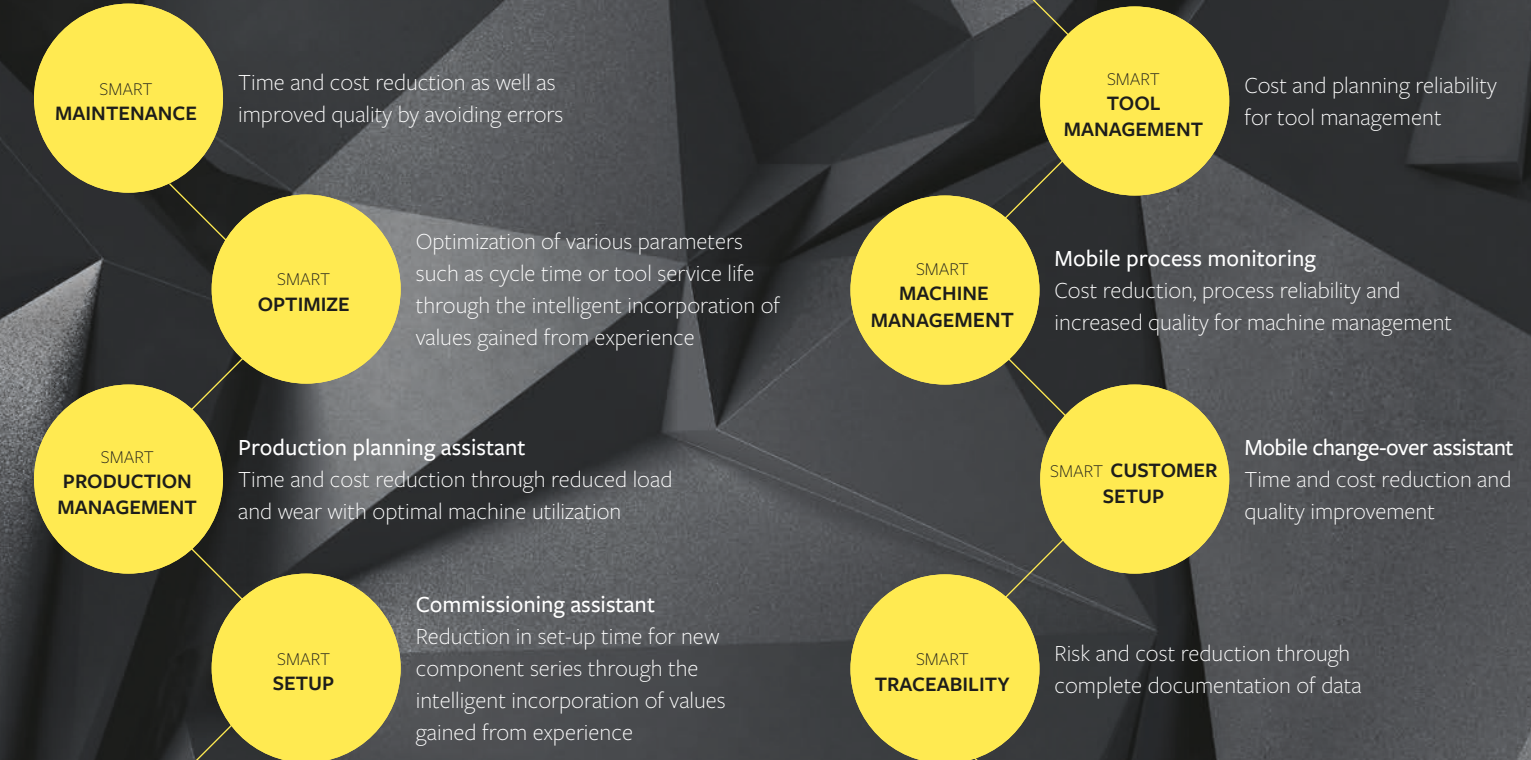 SMART
MAINTENANCE
Time and cost reduction as well as
improved quality by avoiding errors
SMART
OPTIMIZE
Optimization of various parameters
such as cycle time or tool service life
through the intelligent incorporation of
values gained from experience
SMART
PRODUCTION
MANAGEMENT
Production planning assistant
Time and cost reduction through reduced load
and wear with optimal machine utilization
SMART
SETUP
Commissioning assistant
Reduction in set-up time for new
component series through the
intelligent incorporation of values
gained from experience
SMART
TOOL
MANAGEMENT
Cost and planning reliability
for tool management
SMART
MACHINE
MANAGEMENT
Mobile process monitoring
Cost reduction, process reliability and
increased quality for machine management
SMART CUSTOMER
SETUP
Mobile change-over assistant
Time and cost reduction and
quality improvement
SMART
TRACEABILITY
Risk and cost reduction through
complete documentation of data